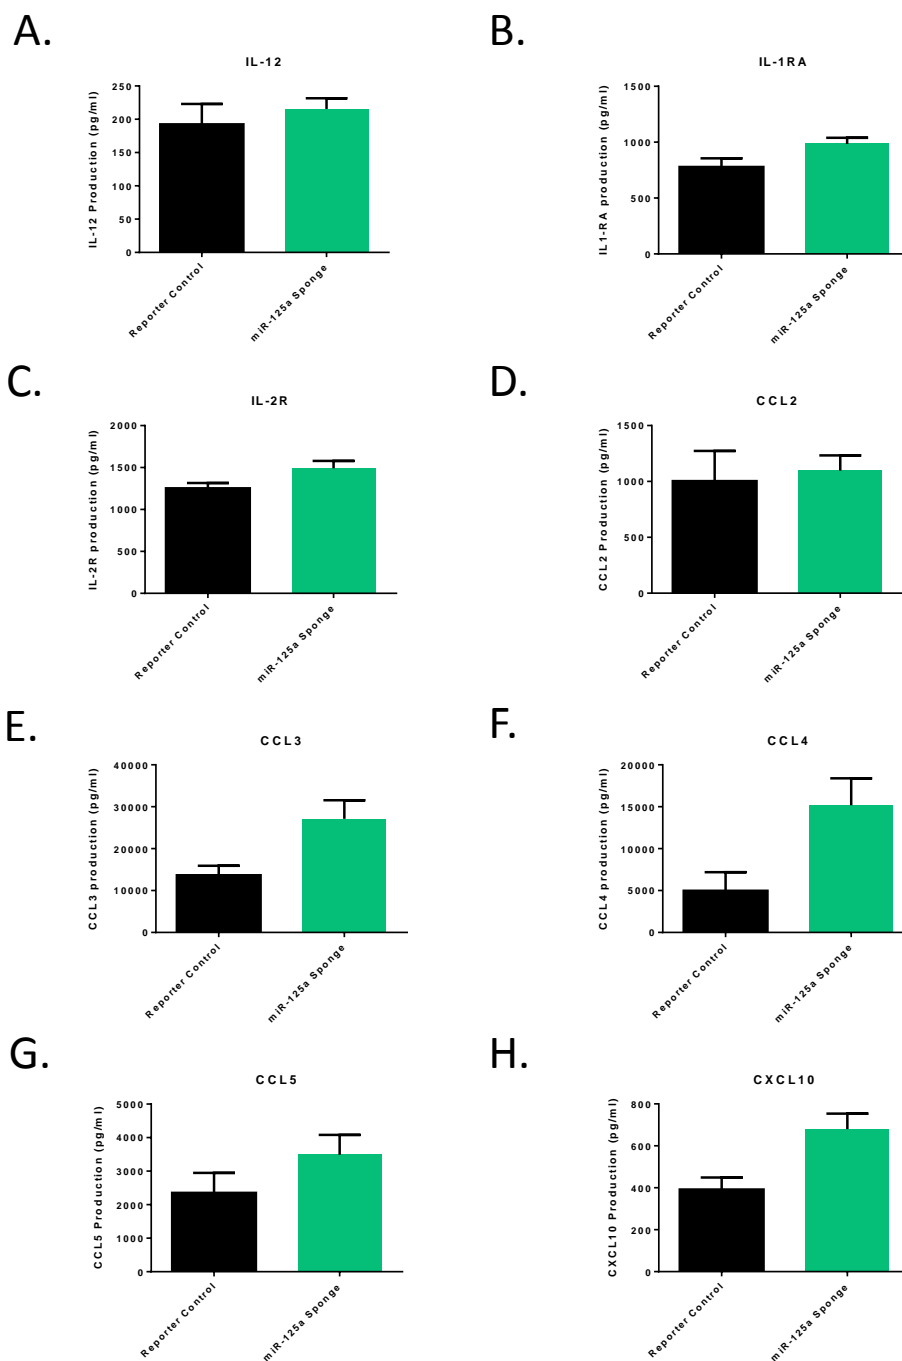 A.
IL-12
IL-12 Production (pg/ml)
250
200
150
100
50
0
Reporter Control
miR-125a Sponge
B.
IL-1RA
IL1-RA production (pg/ml)
1500
1000
500
0
Reporter Control
miR-125a Sponge
C.
IL-2R
IL-2R production (pg/ml)
2000
1500
1000
500
0
Reporter Control
miR-125a Sponge
D.
CCL2
CCL2 Production (pg/ml)
1500
1000
500
0
Reporter Control
miR-125a Sponge
E.
CCL3
CCL3 production (pg/ml)
40000
30000
20000
10000
0
Reporter Control
miR-125a Sponge
F.
CCL4
CCL4 production (pg/ml)
20000
15000
10000
5000
0
Reporter Control
miR-125a Sponge
G.
CCL5
CCL5 Production (pg/ml)
5000
4000
3000
2000
1000
0
Reporter Control
miR-125a Sponge
H.
CXCL10
CXCL10 Production (pg/ml)
800
600
400
200
0
Reporter Control
miR-125a Sponge